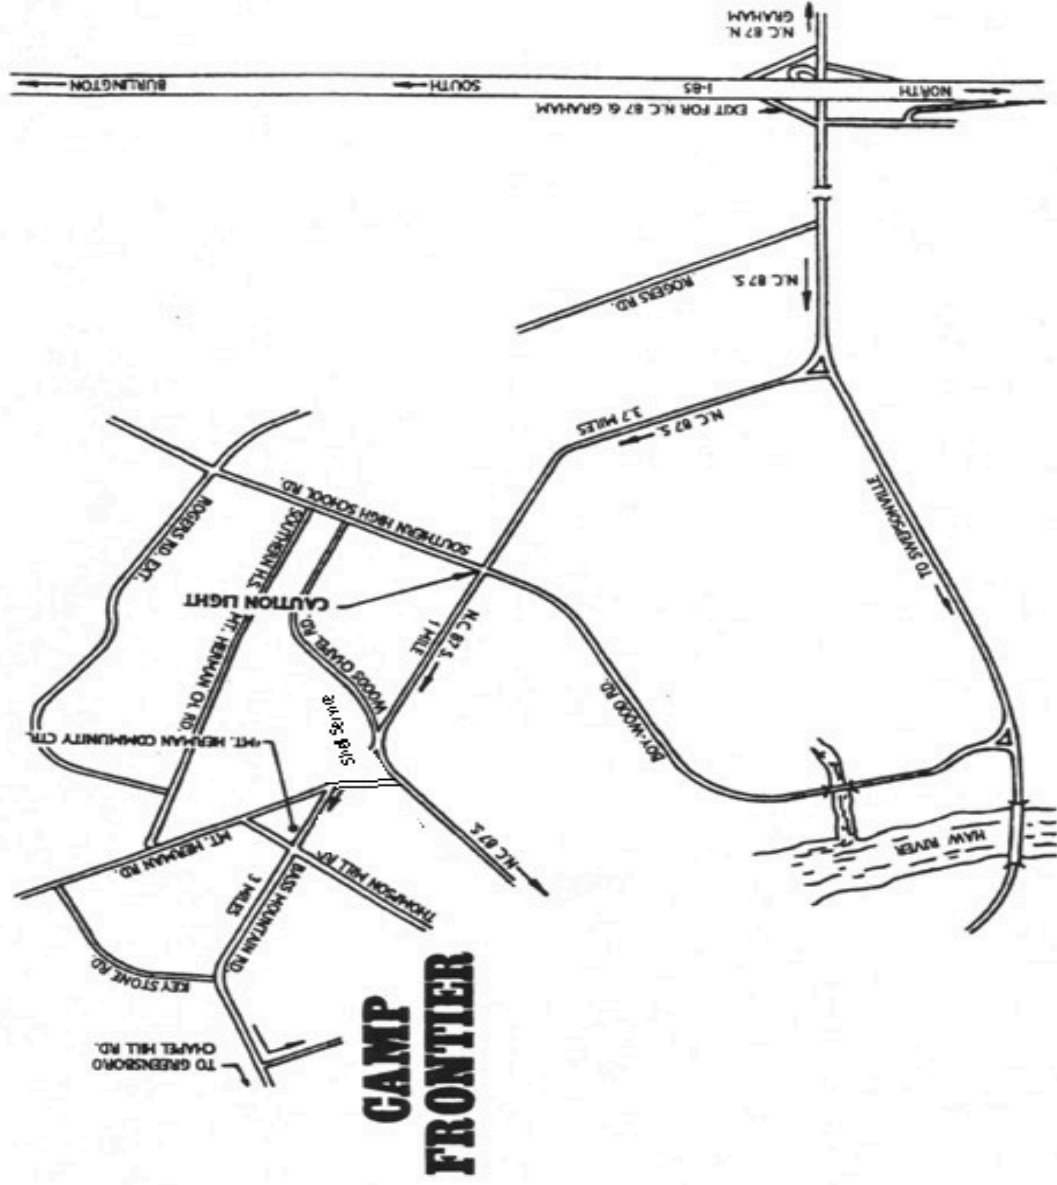 N.C. 87 N.
GRAHAM
BURLINGTON
SOUTH
I-85
NORTH
EXIT FOR N.C. 87 & GRAHAM
ROGERS RD.
N.C. 87 S.
N.C. 87 S.
3.7 MILES
TO SWEPSONVILLE
SOUTHERN HIGH SCHOOL RD.
ROGERS RD. EXT.
SOUTHERN H.S.
MT. HERMAN CH. RD.
CAUTION LIGHT
WOODS CHAPEL RD.
N.C. 87 S.
1 MILE
BOY-WOOD RD.
MT. HERMAN COMMUNITY CTR.
N.C. 87 S.
HAW RIVER
MT. HERMAN RD.
THOMPSON MILL RD.
BASS MOUNTAIN RD.
3 MILES
KEY STONE RD.
TO GREENSBORO
CHAPEL HILL RD.
CAMP
FRONTIER